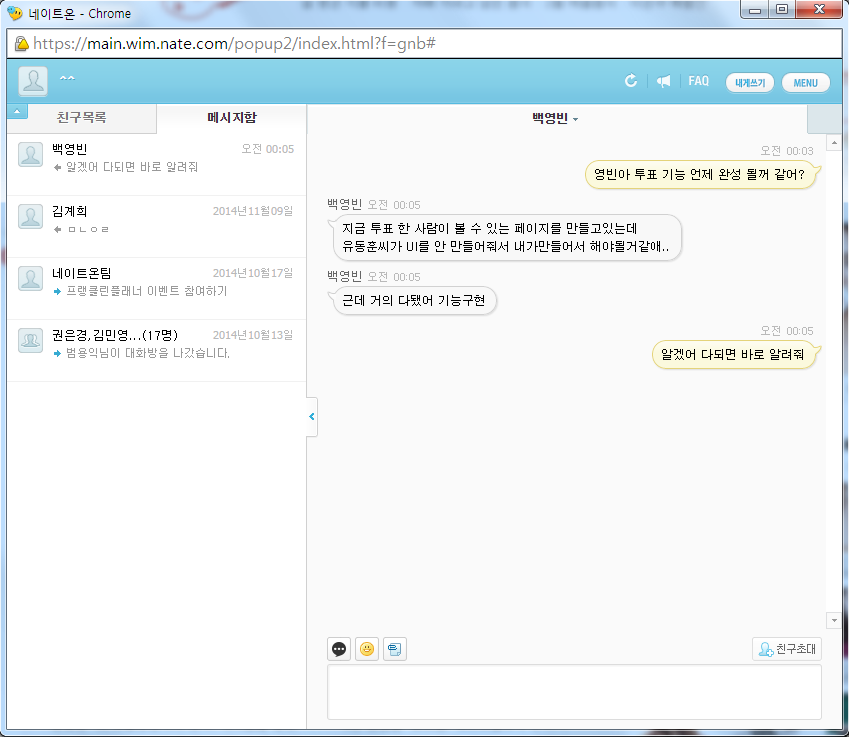 네이트온 - Chrome
https://main.wim.nate.com/popup2/index.html?f=gnb#
^^
FAQ
내게쓰기
MENU
친구목록
메시지함
백영빈
오전 00:05
알겠어 다되면 바로 알려줘
김계희
2014년11월09일
ㅁㄴㅇㄹ
네이트온팀
2014년10월17일
프랭클린플래너 이벤트 참여하기
권은경,김민영...(17명)
2014년10월13일
범용익님이 대화방을 나갔습니다.
백영빈
오전 00:03
영빈아 투표 기능 언제 완성 될꺼 같어?
백영빈 오전 00:05
지금 투표 한 사람이 볼 수 있는 페이지를 만들고있는데
유동훈씨가 UI를 안 만들어줘서 내가만들어서 해야될거같애..
백영빈 오전 00:05
근데 거의 다됐어 기능구현
오전 00:05
알겠어 다되면 바로 알려줘
친구초대